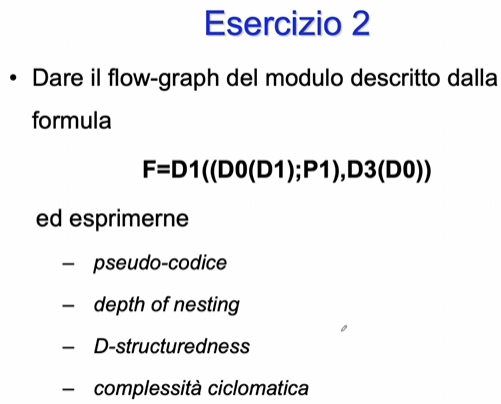 Esercizio 2
• Dare il flow-graph del modulo descritto dalla
formula
F=D1((D0(D1);P1),D3(D0))
ed esprimerne
– pseudo-codice
– depth of nesting
– D-structuredness
– complessità ciclomatica